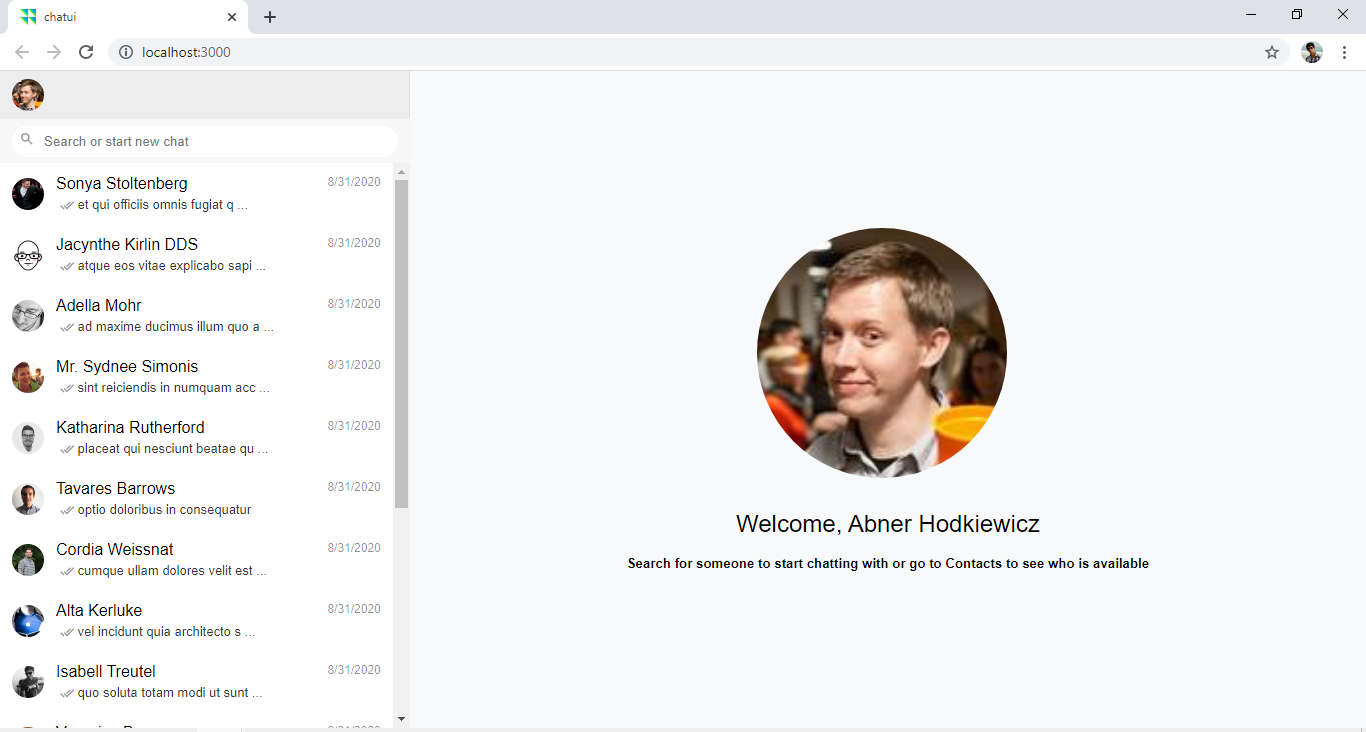 chatui
localhost:3000
Search or start new chat
Sonya Stoltenberg 8/31/2020
et qui officiis omnis fugiat q ...
Jacynthe Kirlin DDS 8/31/2020
atque eos vitae explicabo sapi ...
Adella Mohr 8/31/2020
ad maxime ducimus illum quo a ...
Mr. Sydnee Simonis 8/31/2020
sint reiciendis in numquam acc ...
Katharina Rutherford 8/31/2020
placeat qui nesciunt beatae qu ...
Tavares Barrows 8/31/2020
optio doloribus in consequatur
Cordia Weissnat 8/31/2020
cumque ullam dolores velit est ...
Alta Kerluke 8/31/2020
vel incidunt quia architecto s ...
Isabell Treutel 8/31/2020
quo soluta totam modi ut sunt ...
Welcome, Abner Hodkiewicz
Search for someone to start chatting with or go to Contacts to see who is available